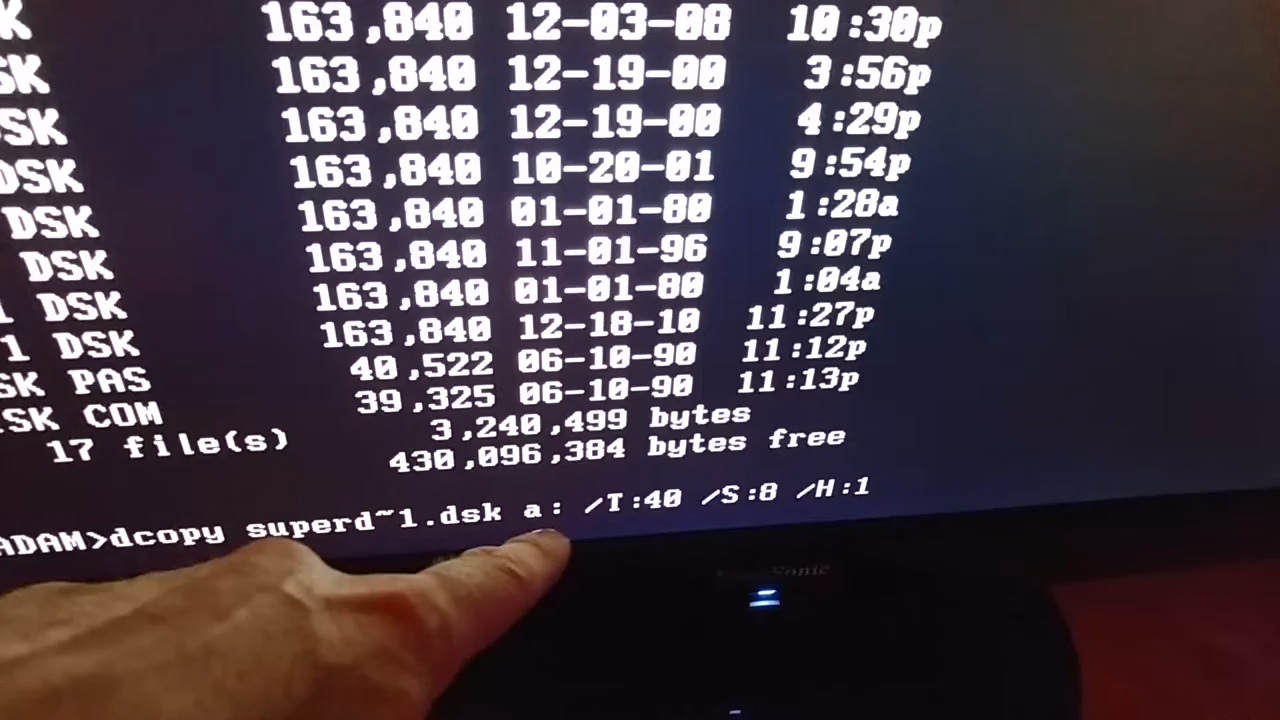 K 163,840 12-03-08 10:30p
SK 163,840 12-19-00 3:56p
DSK 163,840 12-19-00 4:29p
DSK 163,840 10-20-01 9:54p
DSK 163,840 01-01-80 1:28a
DSK 163,840 11-01-96 9:07p
DSK 163,840 01-01-80 1:04a
1 DSK 163,840 12-18-10 11:27p
SK PAS 40,522 06-10-90 11:12p
ISK COM 39,325 06-10-90 11:13p
17 file(s) 3,240,499 bytes
430,096,384 bytes free
ADAM>dcopy superd~1.dsk a: /T:40 /S:8 /H:1